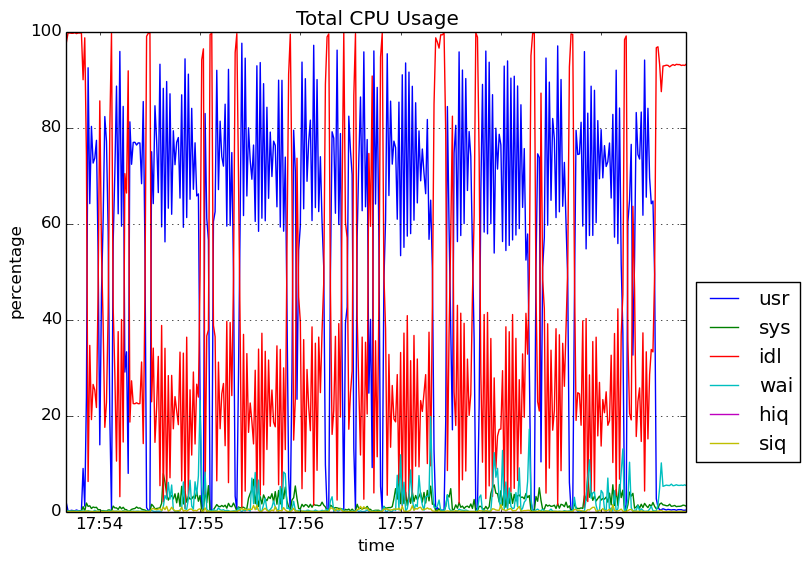 Total CPU Usage
100
80
60
40
20
0
percentage
17:54 17:55 17:56 17:57 17:58 17:59
time
usr
sys
idl
wai
hiq
siq